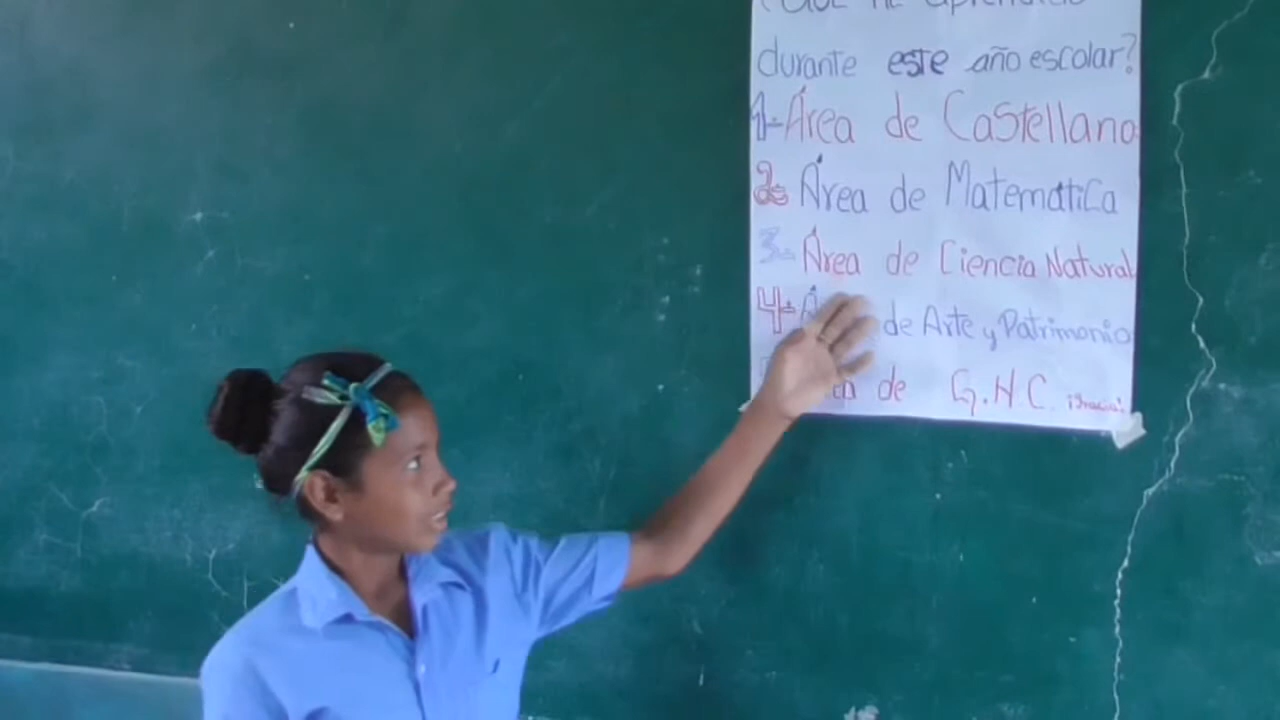 durante este año escolar?
1- Área de Castellano
2- Área de Matemática
3- Área de Ciencia Natural
4- de Arte y Patrimonio
de G.H.C.